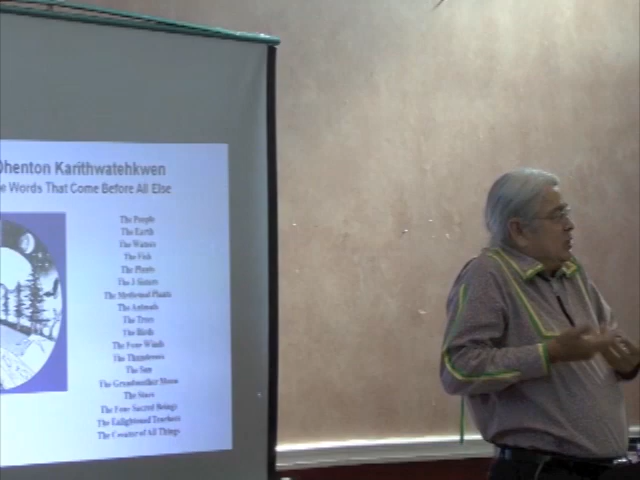 Ohenton Karithwatehkwen
e Words That Come Before All Else
The People
The Earth
The Waters
The Fish
The Plants
The 3 Sisters
The Medicinal Plants
The Animals
The Trees
The Birds
The Four Winds
The Thunderers
The Sun
The Grandmother Moon
The Stars
The Four Sacred Beings
The Enlightened Teachers
The Creator of All Things